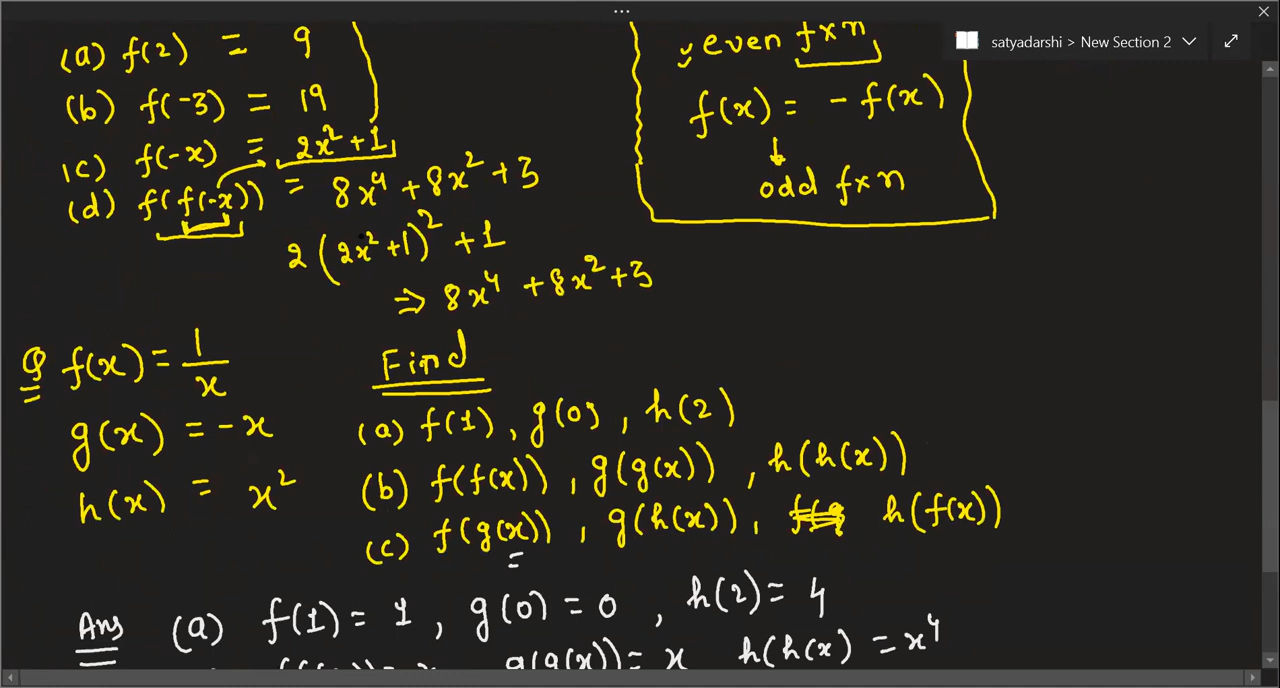 satyadarshi > New Section 2
(a) f(2) = 9
(b) f(-3) = 19
(c) f(-x) = 2x² + 1
(d) f(f(-x)) = 8x⁴ + 8x² + 3
2(2x² + 1)² + 1
⇒ 8x⁴ + 8x² + 3
even fxn
f(x) = - f(x)
↓
odd fxn
Q f(x) = 1/x
g(x) = -x
h(x) = x²
Find
(a) f(1), g(0), h(2)
(b) f(f(x)), g(g(x)), h(h(x))
(c) f(g(x)), g(h(x)), h(f(x))
Ans (a) f(1) = 1, g(0) = 0, h(2) = 4
g(g(x)) = x h(h(x) = x⁴